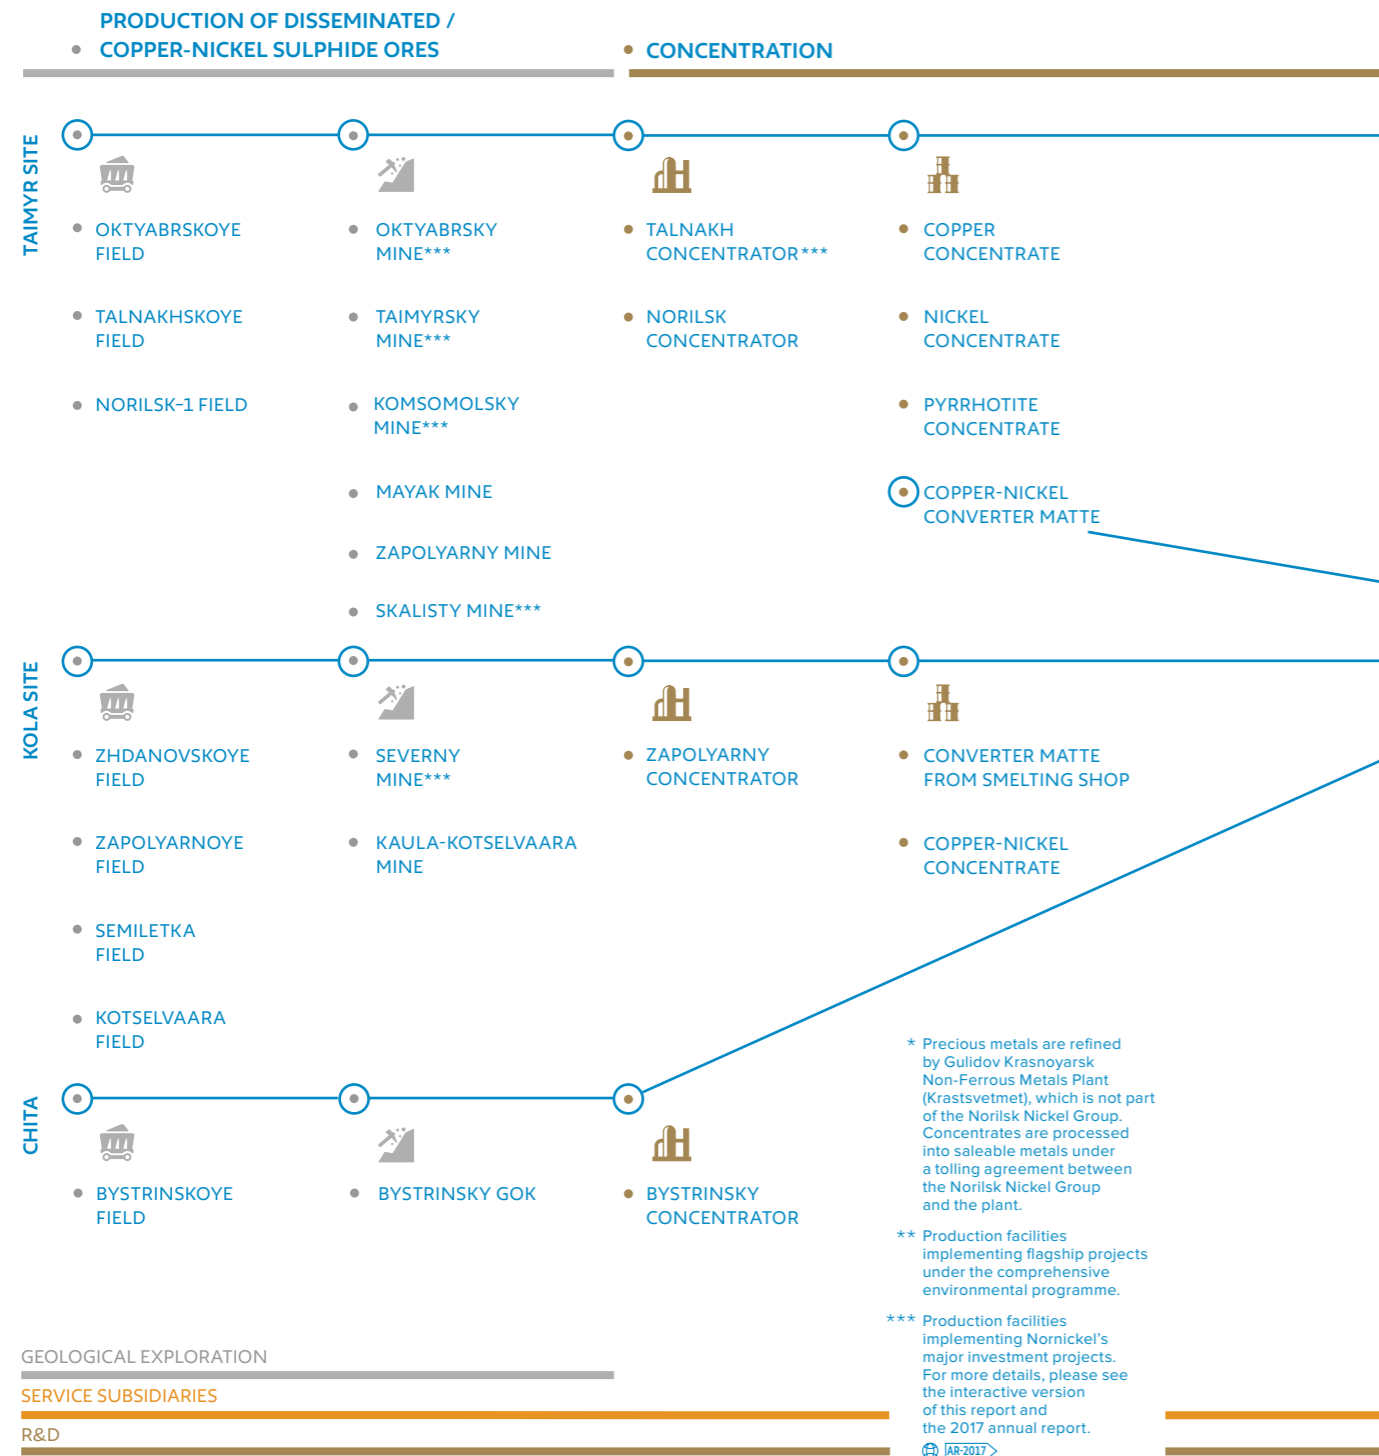 PRODUCTION OF DISSEMINATED /
COPPER-NICKEL SULPHIDE ORES
CONCENTRATION
TAIMYR SITE
OKTYABRSKOYE
FIELD
TALNAKHSKOYE
FIELD
NORILSK-1 FIELD
OKTYABRSKY
MINE***
TAIMYRSKY
MINE***
KOMSOMOLSKY
MINE***
MAYAK MINE
ZAPOLYARNY MINE
SKALISTY MINE***
TALNAKH
CONCENTRATOR***
NORILSK
CONCENTRATOR
COPPER
CONCENTRATE
NICKEL
CONCENTRATE
PYRRHOTITE
CONCENTRATE
COPPER-NICKEL
CONVERTER MATTE
KOLA SITE
ZHDANOVSKOYE
FIELD
ZAPOLYARNOYE
FIELD
SEMILETKA
FIELD
KOTSELVAARA
FIELD
SEVERNY
MINE***
KAULA-KOTSELVAARA
MINE
ZAPOLYARNY
CONCENTRATOR
CONVERTER MATTE
FROM SMELTING SHOP
COPPER-NICKEL
CONCENTRATE
CHITA
BYSTRINSKOYE
FIELD
BYSTRINSKY GOK
BYSTRINSKY
CONCENTRATOR
* Precious metals are refined
by Gulidov Krasnoyarsk
Non-Ferrous Metals Plant
(Krastsvetmet), which is not part
of the Norilsk Nickel Group.
Concentrates are processed
into saleable metals under
a tolling agreement between
the Norilsk Nickel Group
and the plant.
** Production facilities
implementing flagship projects
under the comprehensive
environmental programme.
*** Production facilities
implementing Nornickel's
major investment projects.
For more details, please see
the interactive version
of this report and
the 2017 annual report.
AR-2017
GEOLOGICAL EXPLORATION
SERVICE SUBSIDIARIES
R&D